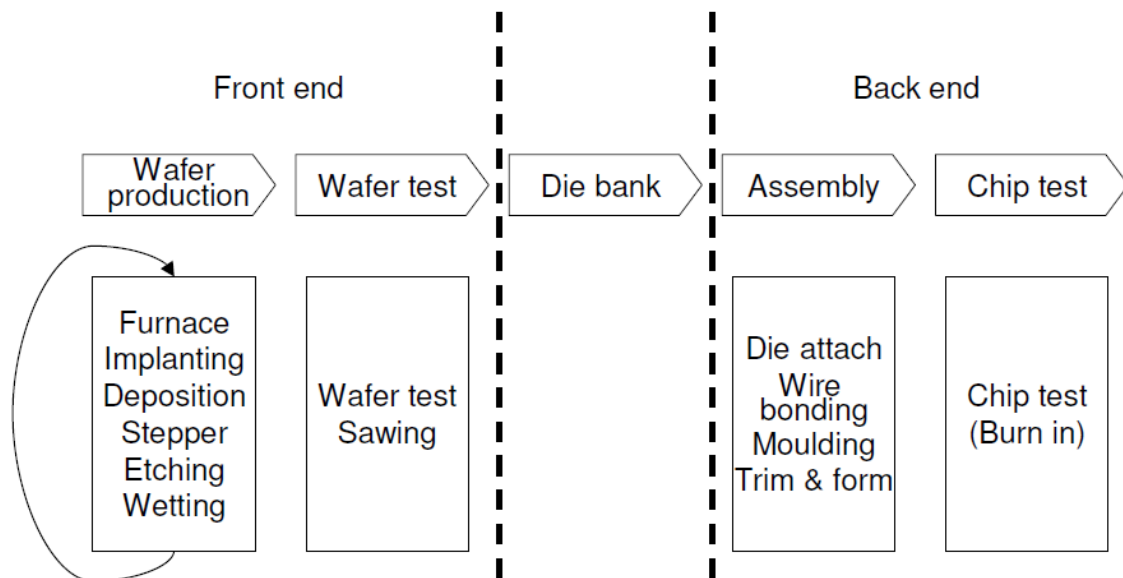 Front end
Back end
Wafer
production
Wafer test
Die bank
Assembly
Chip test
Furnace
Implanting
Deposition
Stepper
Etching
Wetting
Wafer test
Sawing
Die attach
Wire
bonding
Moulding
Trim & form
Chip test
(Burn in)